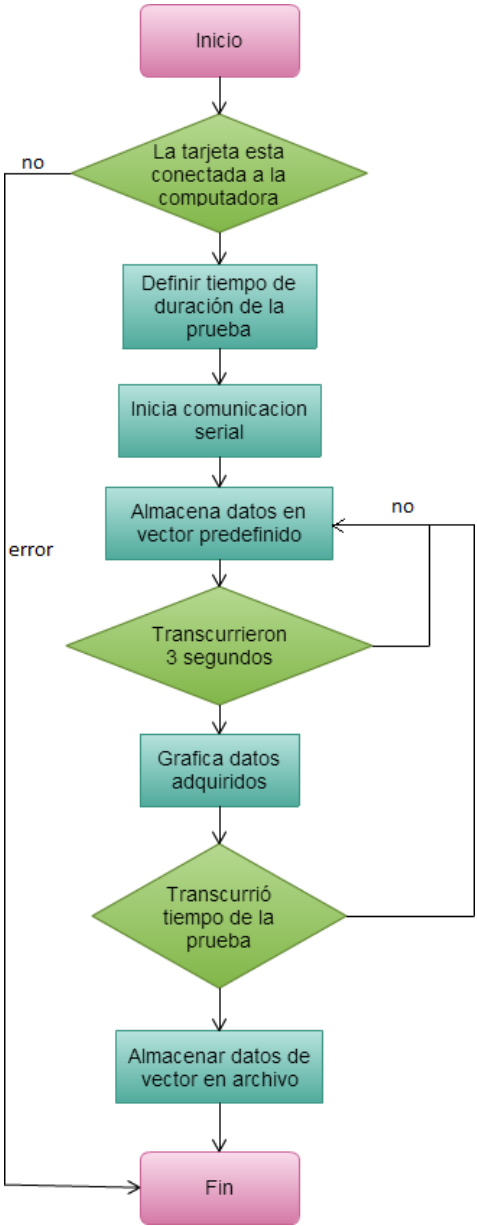 Inicio
La tarjeta esta
conectada a la
computadora
no
Definir tiempo de
duración de la
prueba
Inicia comunicacion
serial
Almacena datos en
vector predefinido
no
error
Transcurrieron
3 segundos
Grafica datos
adquiridos
Transcurrió
tiempo de la
prueba
Almacenar datos de
vector en archivo
Fin